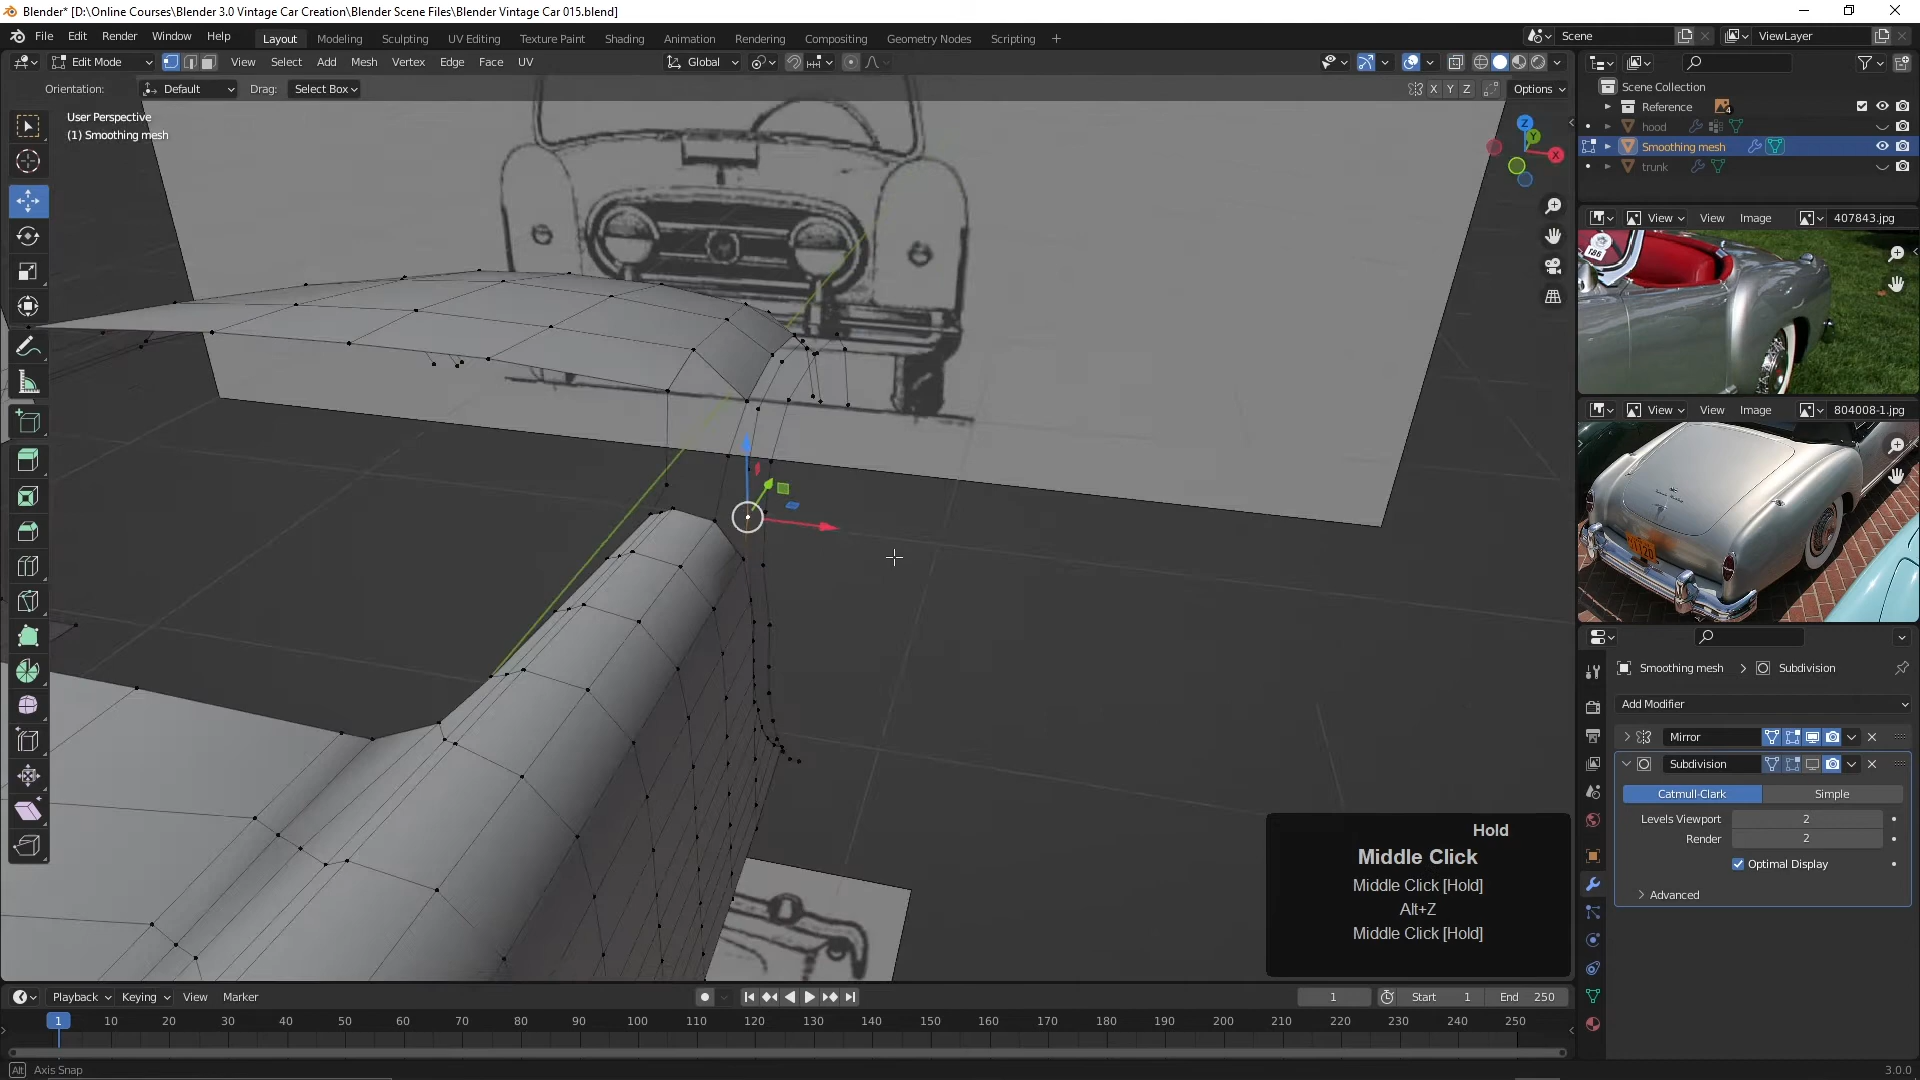 Blender* [D:\Online Courses\Blender 3.0 Vintage Car Creation\Blender Scene Files\Blender Vintage Car 015.blend]
File Edit Render Window Help Layout Modeling Sculpting UV Editing Texture Paint Shading Animation Rendering Compositing Geometry Nodes Scripting + Scene ViewLayer
Edit Mode View Select Add Mesh Vertex Edge Face UV Global
Orientation: Default Drag: Select Box X Y Z Options
User Perspective
(1) Smoothing mesh
Z
Y
X
Scene Collection
Reference 4
hood
Smoothing mesh
trunk
View View Image 407843.jpg
186
View View Image 804008-1.jpg
Smoothing mesh > Subdivision
Add Modifier
Mirror
Subdivision
Catmull-Clark Simple
Levels Viewport 2
Render 2
Optimal Display
Advanced
Hold
Middle Click
Middle Click [Hold]
Alt+Z
Middle Click [Hold]
Playback Keying View Marker 1 Start 1 End 250
1 10 20 30 40 50 60 70 80 90 100 110 120 130 140 150 160 170 180 190 200 210 220 230 240 250
Alt Axis Snap 3.0.0